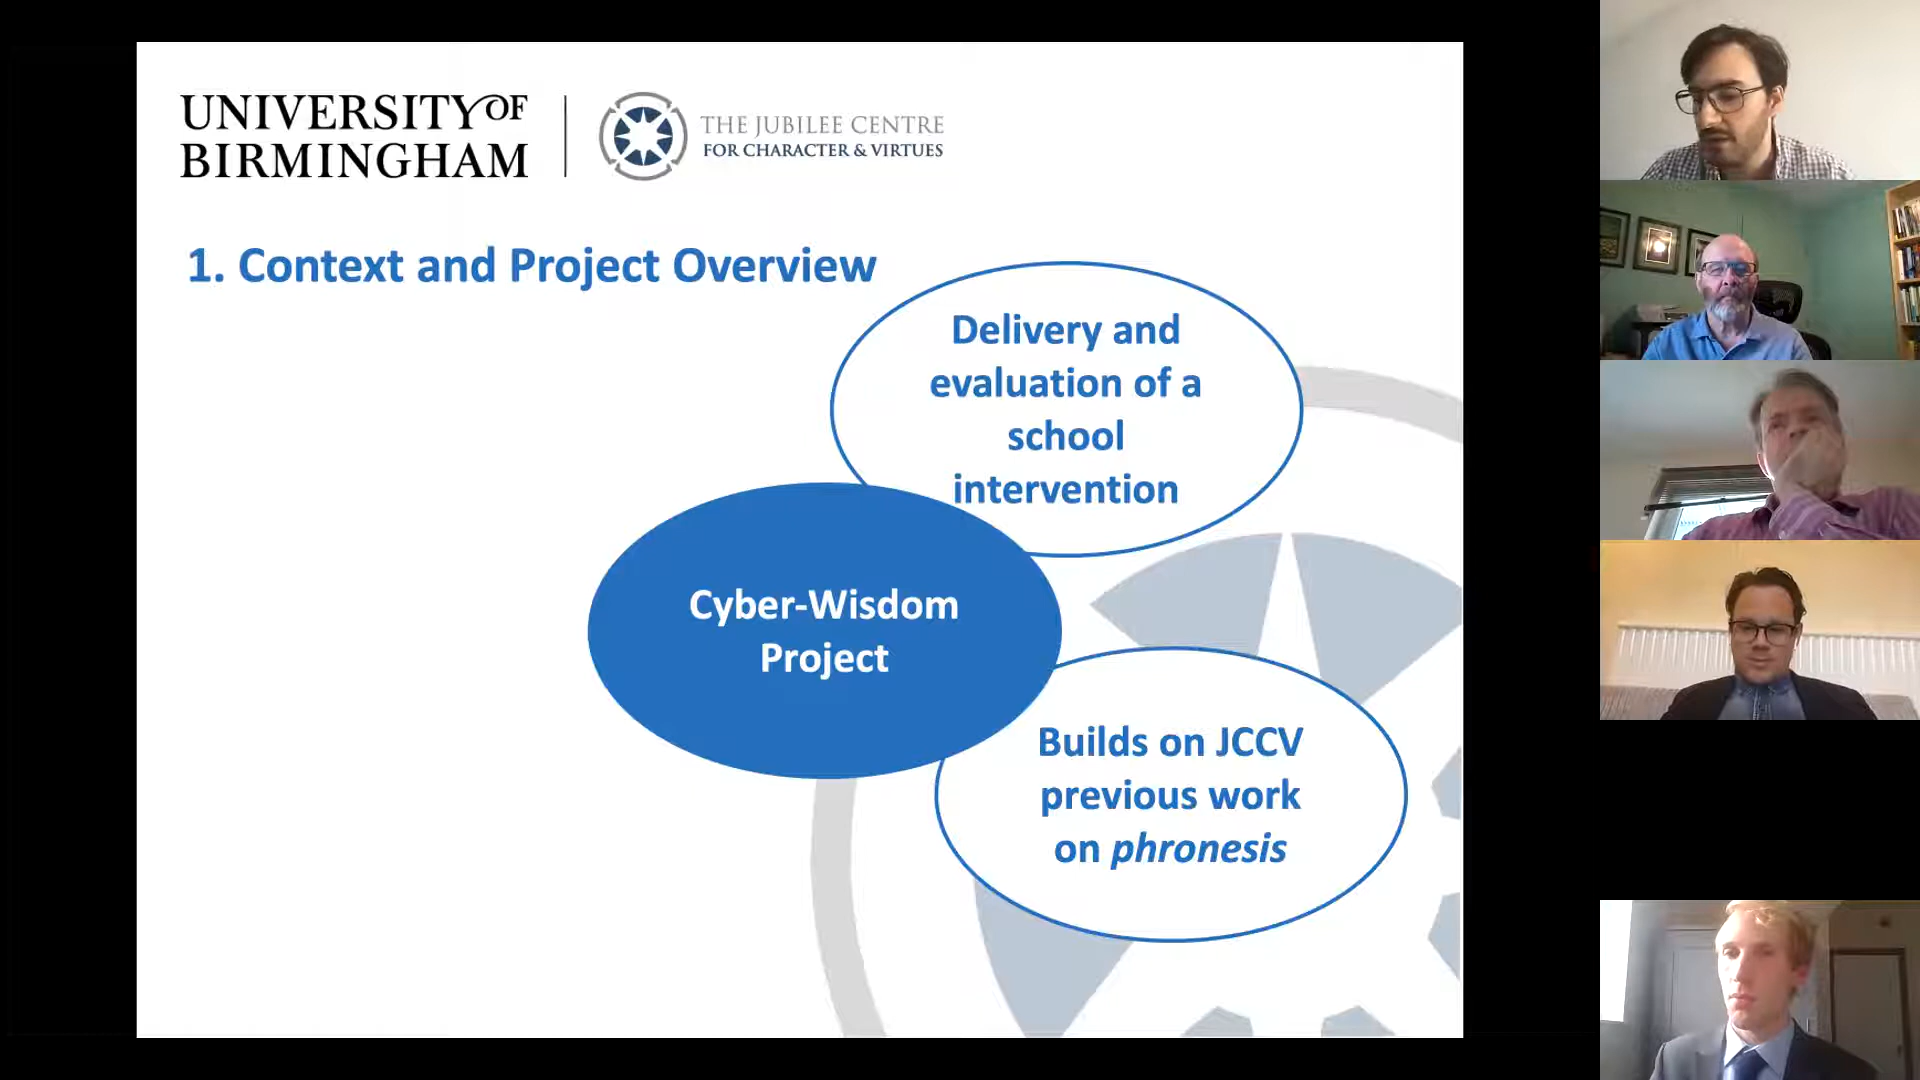 UNIVERSITY OF
BIRMINGHAM
THE JUBILEE CENTRE
FOR CHARACTER & VIRTUES
1. Context and Project Overview
Delivery and
evaluation of a
school
intervention
Cyber-Wisdom
Project
Builds on JCCV
previous work
on phronesis